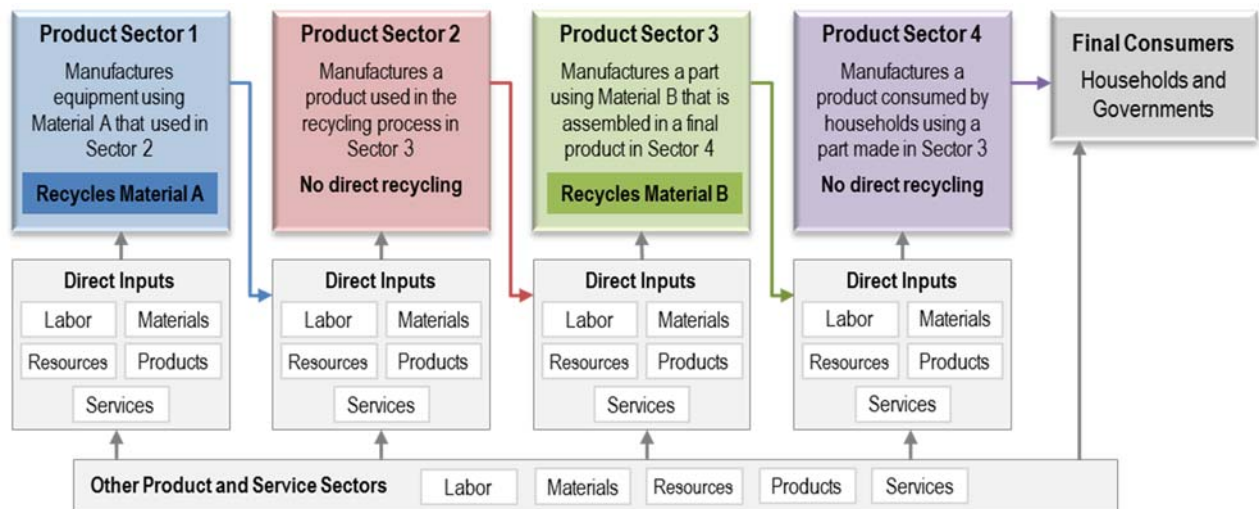 Product Sector 1
Manufactures
equipment using
Material A that used in
Sector 2
Recycles Material A
Product Sector 2
Manufactures a
product used in the
recycling process in
Sector 3
No direct recycling
Product Sector 3
Manufactures a part
using Material B that is
assembled in a final
product in Sector 4
Recycles Material B
Product Sector 4
Manufactures a
product consumed by
households using a
part made in Sector 3
No direct recycling
Final Consumers
Households and
Governments
Direct Inputs
Labor Materials
Resources Products
Services
Direct Inputs
Labor Materials
Resources Products
Services
Direct Inputs
Labor Materials
Resources Products
Services
Direct Inputs
Labor Materials
Resources Products
Services
Other Product and Service Sectors Labor Materials Resources Products Services